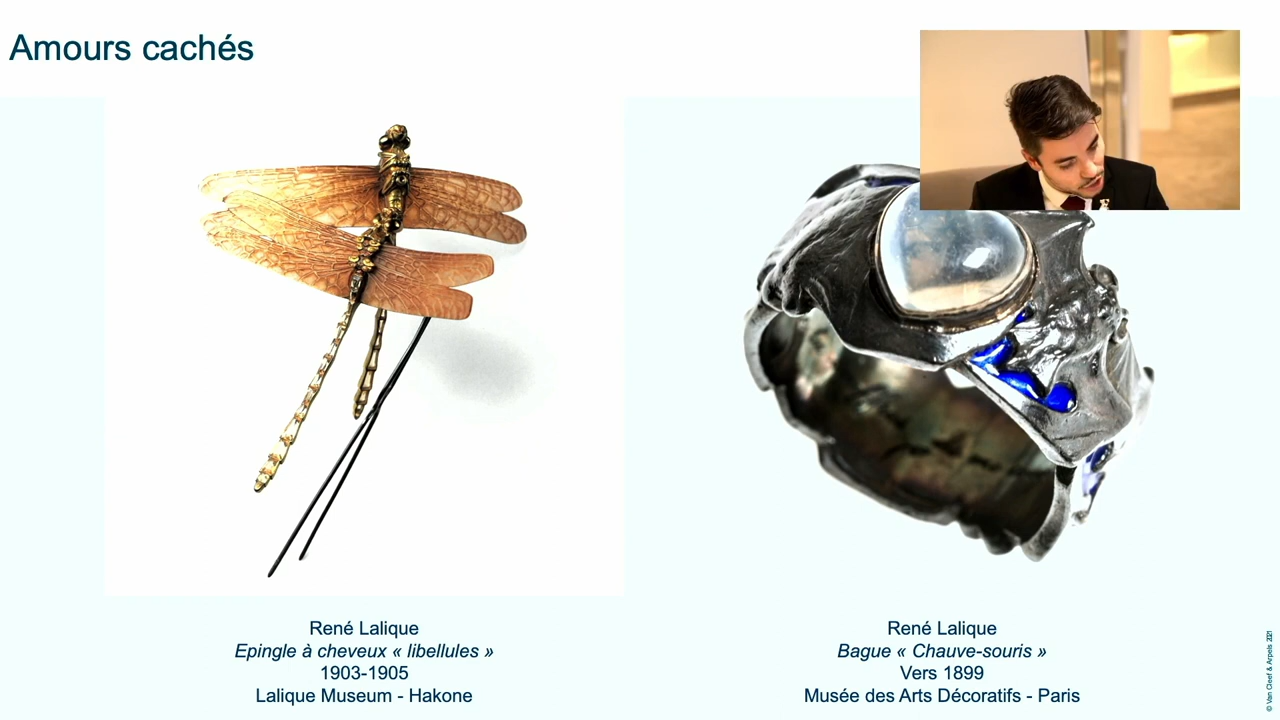 Amours cachés
René Lalique
Epingle à cheveux « libellules »
1903-1905
Lalique Museum - Hakone
René Lalique
Bague « Chauve-souris »
Vers 1899
Musée des Arts Décoratifs - Paris
© Van Cleef & Arpels 2021